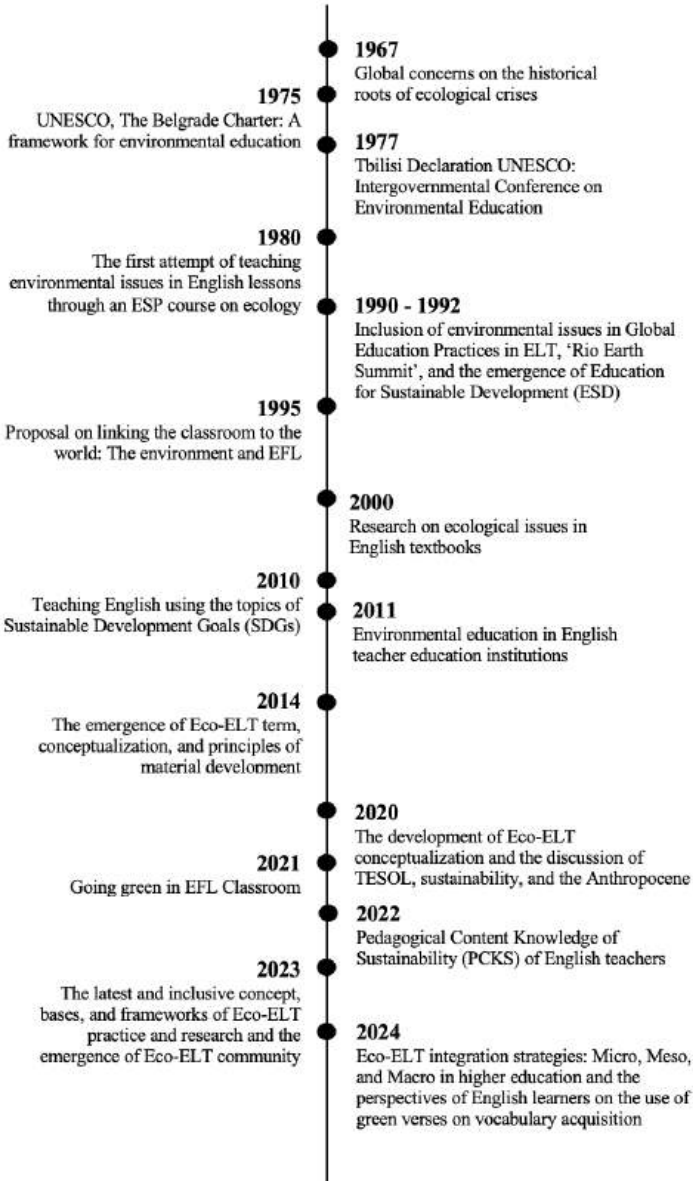 1967
Global concerns on the historical
roots of ecological crises
1975
UNESCO, The Belgrade Charter: A
framework for environmental education
1977
Tbilisi Declaration UNESCO:
Intergovernmental Conference on
Environmental Education
1980
The first attempt of teaching
environmental issues in English lessons
through an ESP course on ecology
1990 - 1992
Inclusion of environmental issues in Global
Education Practices in ELT, ‘Rio Earth
Summit’, and the emergence of Education
for Sustainable Development (ESD)
1995
Proposal on linking the classroom to the
world: The environment and EFL
2000
Research on ecological issues in
English textbooks
2010
Teaching English using the topics of
Sustainable Development Goals (SDGs)
2011
Environmental education in English
teacher education institutions
2014
The emergence of Eco-ELT term,
conceptualization, and principles of
material development
2020
The development of Eco-ELT
conceptualization and the discussion of
TESOL, sustainability, and the Anthropocene
2021
Going green in EFL Classroom
2022
Pedagogical Content Knowledge of
Sustainability (PCKS) of English teachers
2023
The latest and inclusive concept,
bases, and frameworks of Eco-ELT
practice and research and the
emergence of Eco-ELT community
2024
Eco-ELT integration strategies: Micro, Meso,
and Macro in higher education and the
perspectives of English learners on the use of
green verses on vocabulary acquisition